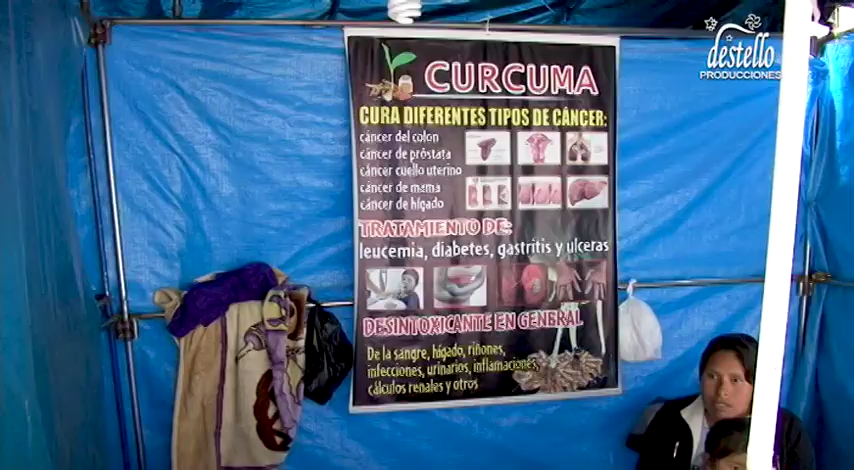 destello
PRODUCCIONES
CURCUMA
CURA DIFERENTES TIPOS DE CÁNCER:
cáncer del colon
cáncer de próstata
cáncer cuello uterino
cáncer de mama
cáncer de hígado
TRATAMIENTO DE:
leucemia, diabetes, gastritis y ulceras
DESINTOXICANTE EN GENERAL
De la sangre, hígado, riñones,
infecciones, urinarios, inflamaciones,
cálculos renales y otros